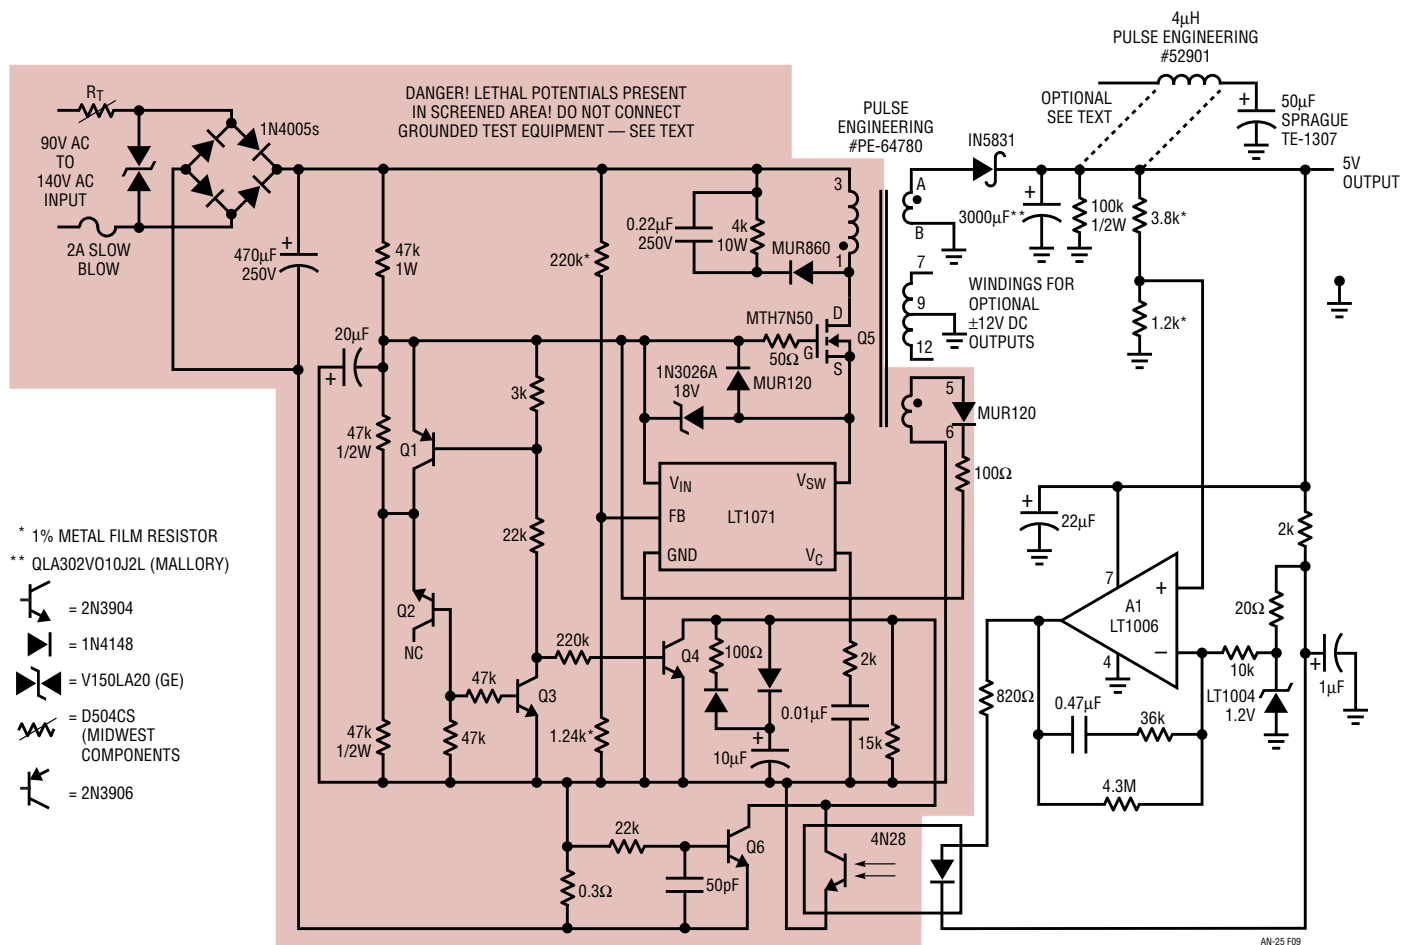 4µH
PULSE ENGINEERING
#52901
RT
DANGER! LETHAL POTENTIALS PRESENT
IN SCREENED AREA! DO NOT CONNECT
GROUNDED TEST EQUIPMENT — SEE TEXT
PULSE
ENGINEERING
#PE-64780
OPTIONAL
SEE TEXT
+
50µF
SPRAGUE
TE-1307
1N4005s
90V AC
TO
140V AC
INPUT
2A SLOW
BLOW
IN5831
5V
OUTPUT
3
A
B
1
+
470µF
250V
47k
1W
220k*
0.22µF
250V
4k
10W
MUR860
+
3000µF**
100k
1/2W
3.8k*
7
9
12
WINDINGS FOR
OPTIONAL
±12V DC
OUTPUTS
1.2k*
20µF
+
MTH7N50
D
G
S
Q5
50Ω
1N3026A
18V
MUR120
3k
47k
1/2W
Q1
5
6
MUR120
100Ω
VIN
VSW
FB
LT1071
GND
VC
22k
+
22µF
2k
* 1% METAL FILM RESISTOR
** QLA302VO10J2L (MALLORY)
= 2N3904
= 1N4148
= V150LA20 (GE)
= D504CS
(MIDWEST
COMPONENTS
= 2N3906
Q2
NC
220k
Q4
100Ω
2k
7
+
A1
LT1006
4
−
20Ω
10k
LT1004
1.2V
+
1µF
47k
Q3
47k
1/2W
47k
1.24k*
+
10µF
0.01µF
15k
820Ω
0.47µF
36k
4.3M
22k
Q6
0.3Ω
50pF
4N28
AN-25 F09